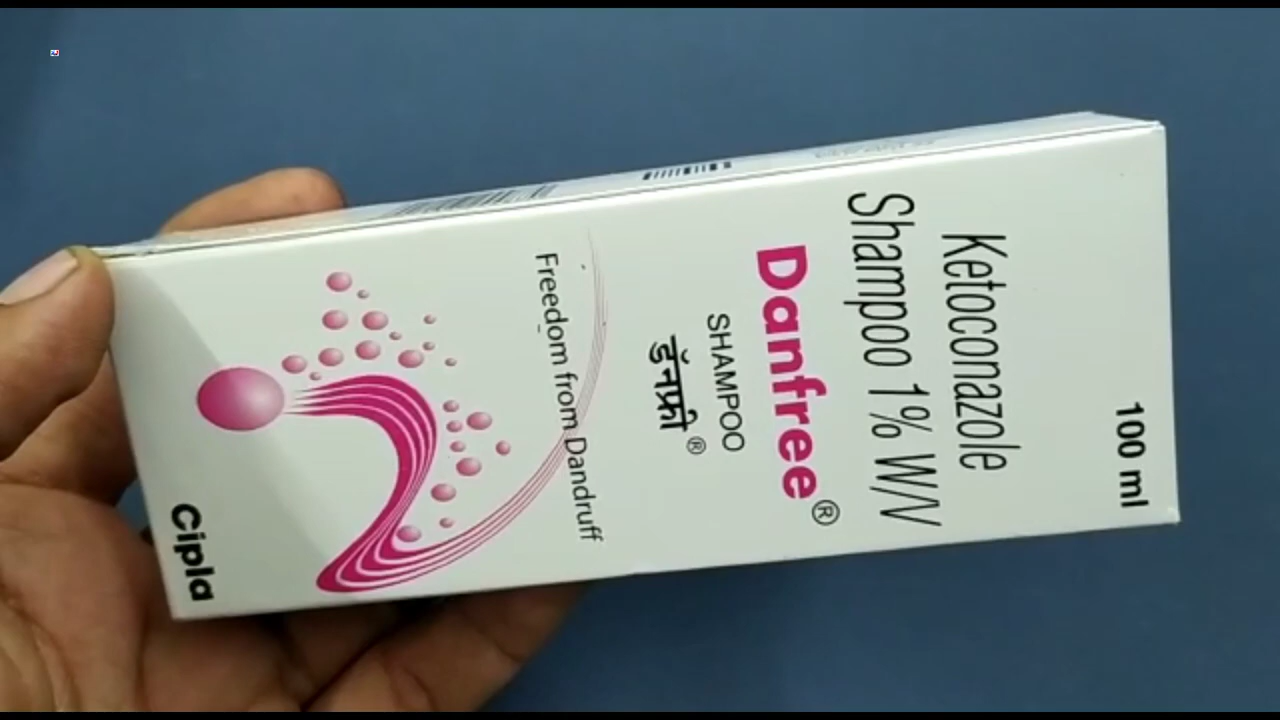 100 ml
Ketoconazole
Shampoo 1% W/V
Danfree®
SHAMPOO
डॅनफ्री®
Freedom from Dandruff
Cipla